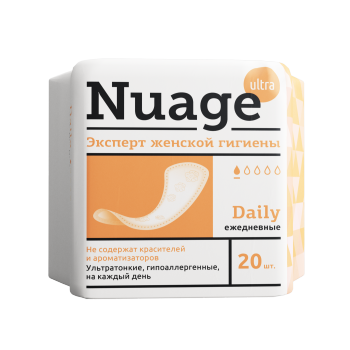 Nuage
ultra
Эксперт женской гигиены
Daily
ежедневные
Не содержат красителей
и ароматизаторов
Ультратонкие, гипоаллергенные,
на каждый день
20 шт.